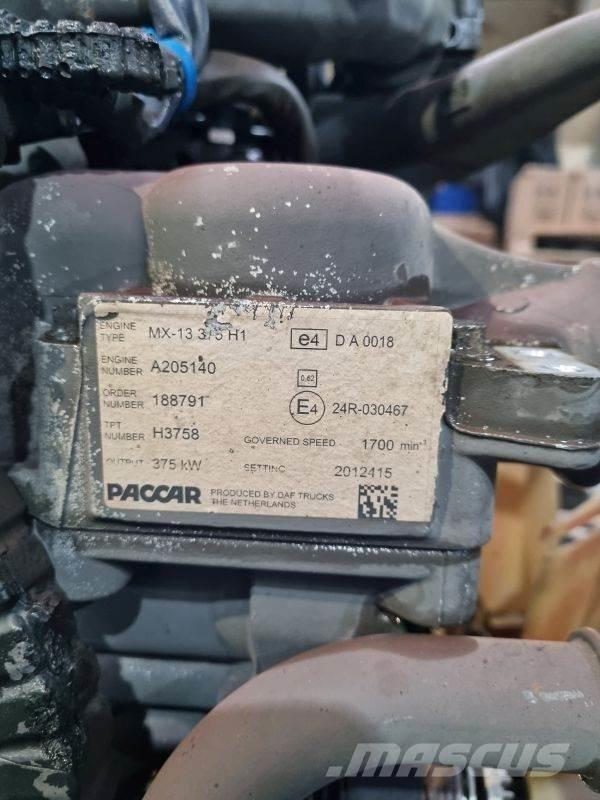 ENGINE TYPE MX-13 375 H1 e4 D A 0018
ENGINE NUMBER A205140 0.62
ORDER NUMBER 188791 E4 24R-030467
TPT NUMBER H3758 GOVERNED SPEED 1700 min⁻¹
OUTPUT 375 kW SETTING 2012415
PACCAR PRODUCED BY DAF TRUCKS
THE NETHERLANDS
MASCUS